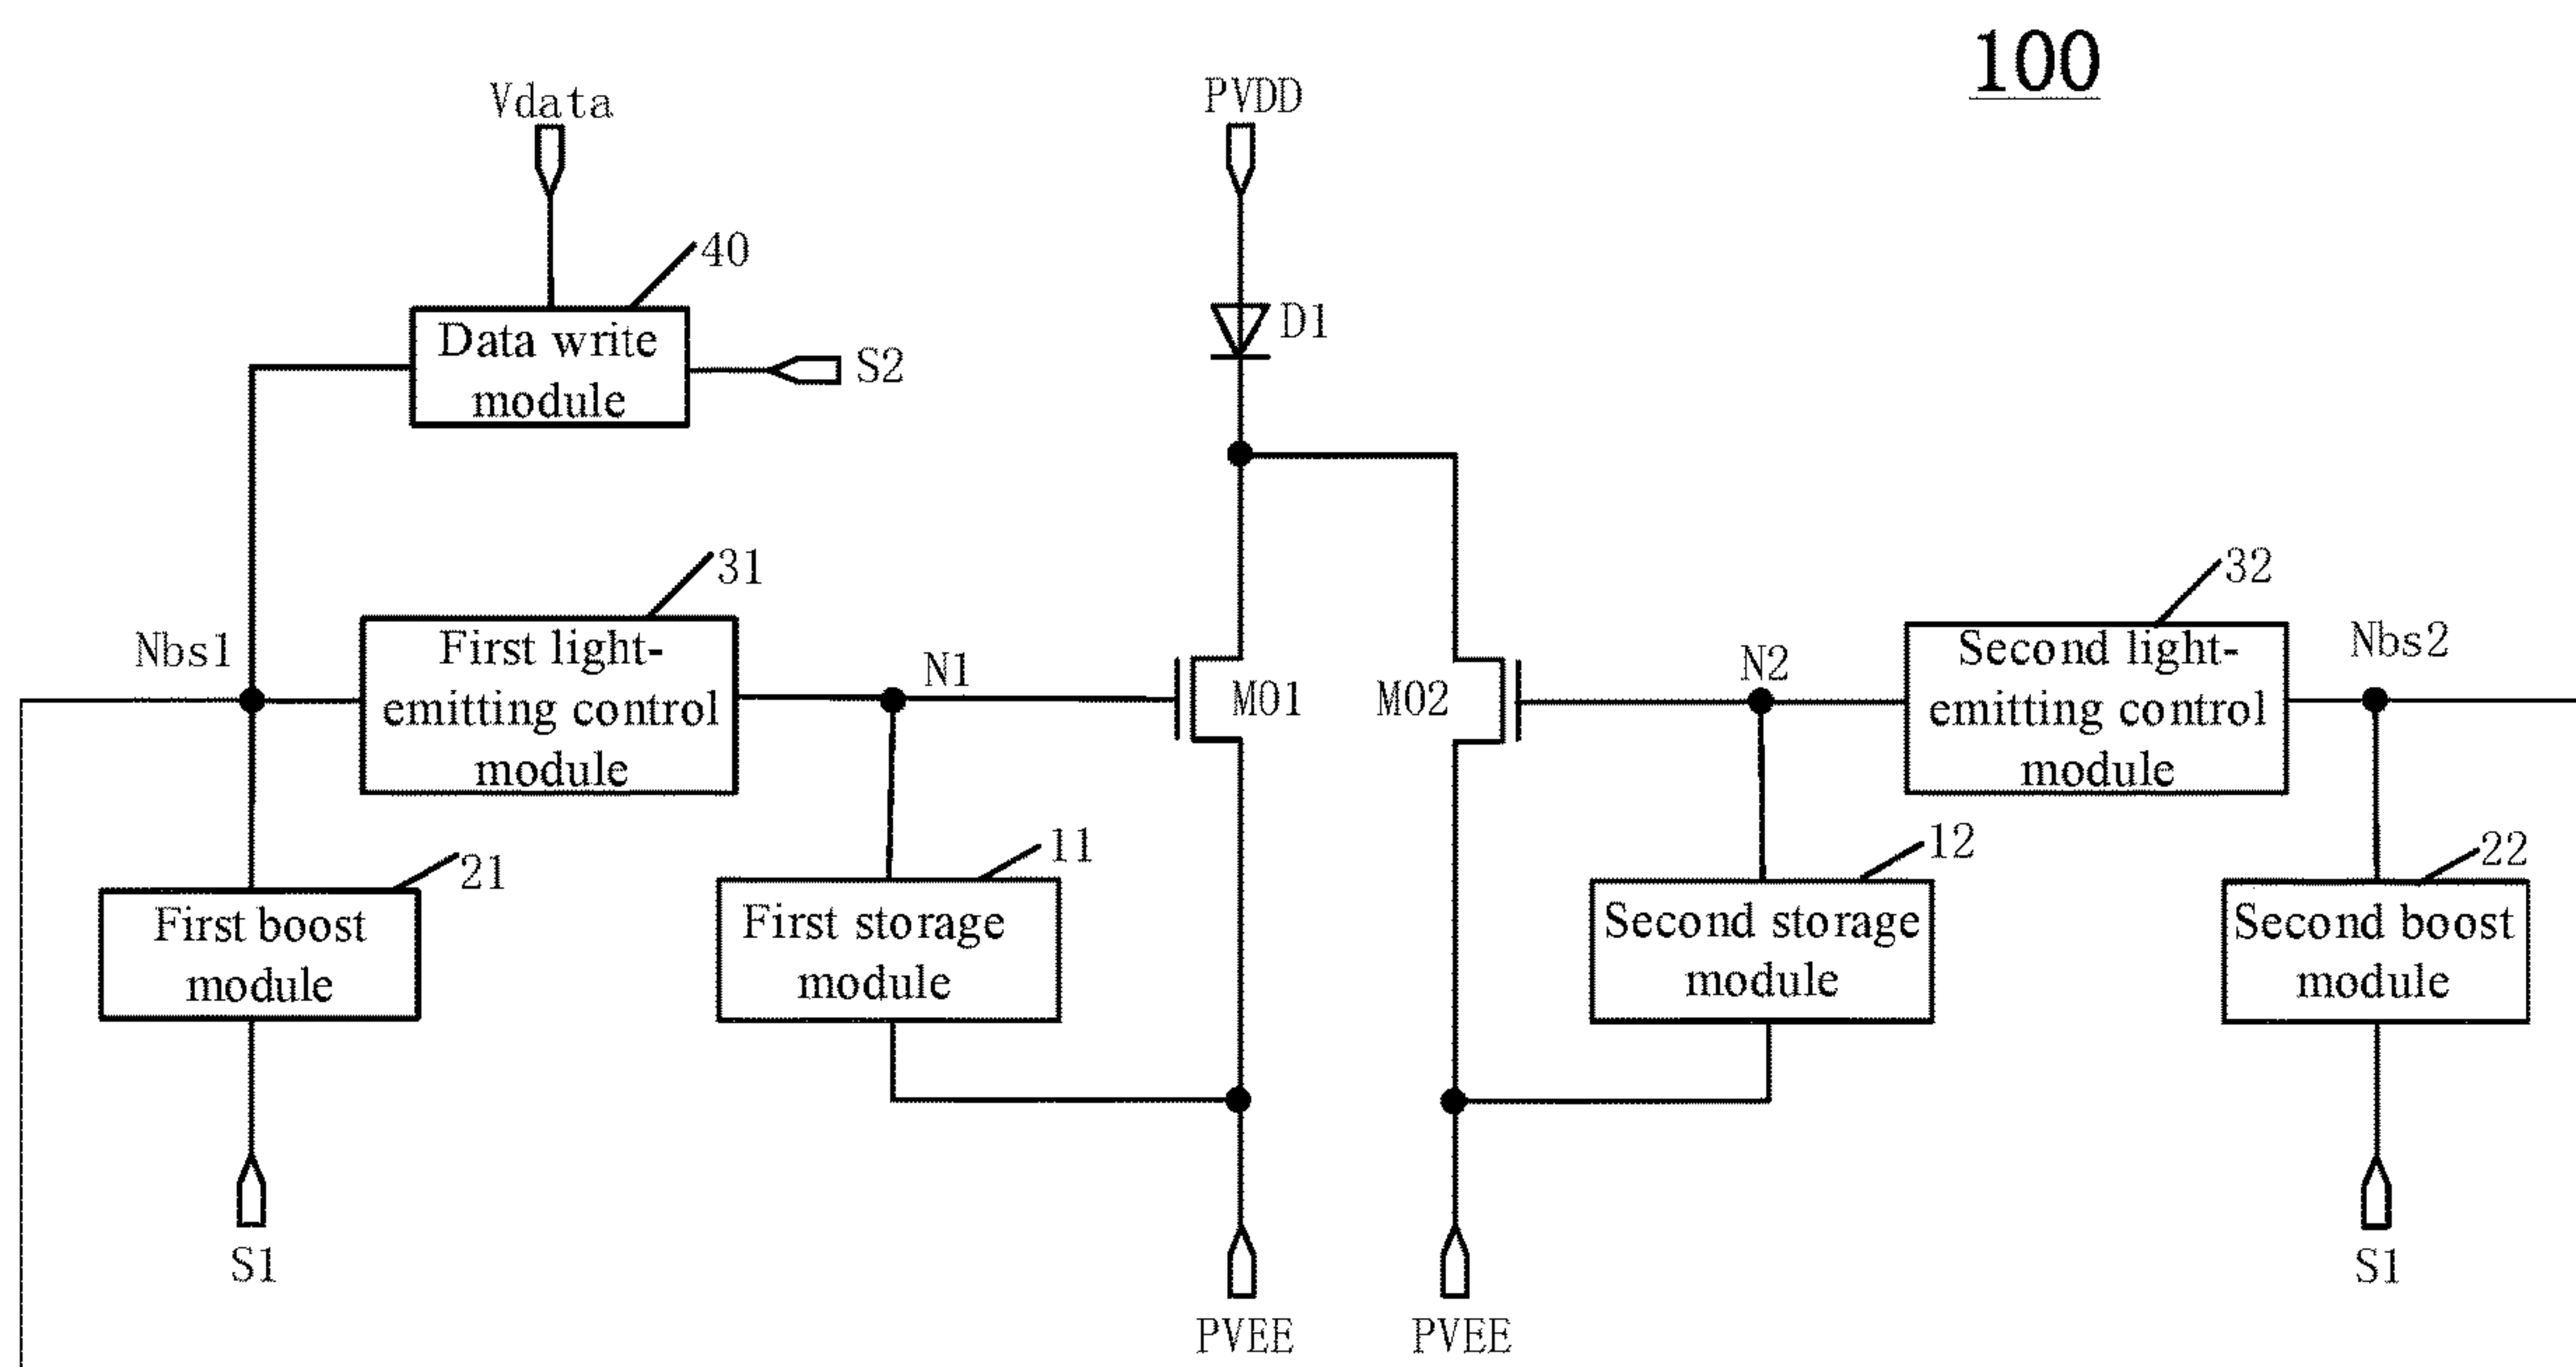 100
Vdata
PVDD
40
Data write
module
S2
D1
31
32
Nbs1
First light-
emitting control
module
N1
M01
M02
N2
Second light-
emitting control
module
Nbs2
21
11
12
22
First boost
module
First storage
module
Second storage
module
Second boost
module
S1
S1
PVEE
PVEE